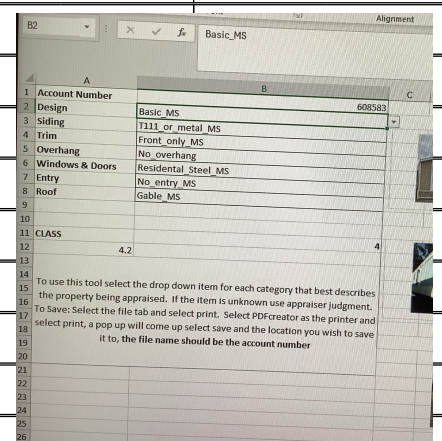 Alignment
B2 fx Basic_MS
A B C
1 Account Number 608583
2 Design Basic_MS
3 Siding T111_or_metal_MS
4 Trim Front_only_MS
5 Overhang No_overhang
6 Windows & Doors Residental_Steel_MS
7 Entry No_entry_MS
8 Roof Gable_MS
9
10
11 CLASS
12 4.2 4
13
14
15 To use this tool select the drop down item for each category that best describes
16 the property being appraised. If the item is unknown use appraiser judgment.
17 To Save: Select the file tab and select print. Select PDFcreator as the printer and
18 select print, a pop up will come up select save and the location you wish to save
19 it to, the file name should be the account number
20
21
22
23
24
25
26